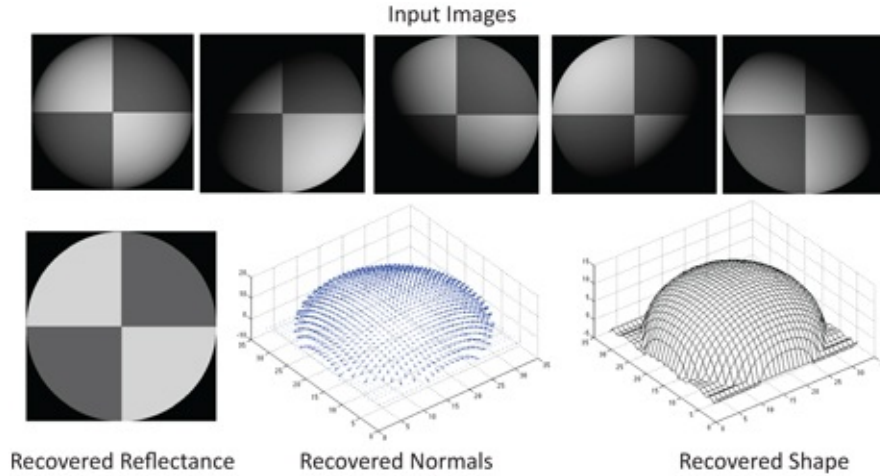 Input Images
Recovered Reflectance
Recovered Normals
Recovered Shape